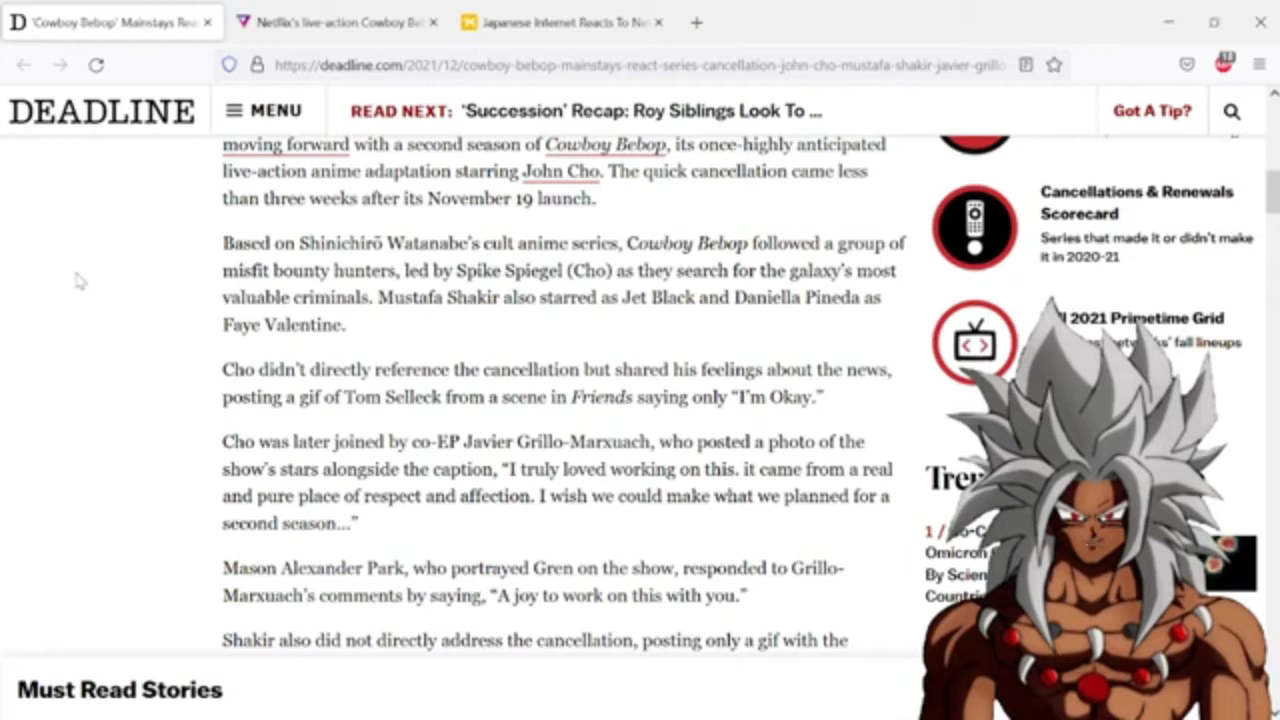 'Cowboy Bebop' Mainstays Rea
Netflix's live-action Cowboy Be
Japanese Internet Reacts To Ne
https://deadline.com/2021/12/cowboy-bebop-mainstays-react-series-cancellation-john-cho-mustafa-shakir-javier-grillo
DEADLINE
MENU
READ NEXT: 'Succession' Recap: Roy Siblings Look To ...
Got A Tip?
moving forward with a second season of Cowboy Bebop, its once-highly anticipated
live-action anime adaptation starring John Cho. The quick cancellation came less
than three weeks after its November 19 launch.
Based on Shinichirō Watanabe's cult anime series, Cowboy Bebop followed a group of
misfit bounty hunters, led by Spike Spiegel (Cho) as they search for the galaxy's most
valuable criminals. Mustafa Shakir also starred as Jet Black and Daniella Pineda as
Faye Valentine.
Cho didn't directly reference the cancellation but shared his feelings about the news,
posting a gif of Tom Selleck from a scene in Friends saying only "I'm Okay."
Cho was later joined by co-EP Javier Grillo-Marxuach, who posted a photo of the
show's stars alongside the caption, "I truly loved working on this. it came from a real
and pure place of respect and affection. I wish we could make what we planned for a
second season..."
Mason Alexander Park, who portrayed Gren on the show, responded to Grillo-
Marxuach's comments by saying, "A joy to work on this with you."
Shakir also did not directly address the cancellation, posting only a gif with the
Cancellations & Renewals
Scorecard
Series that made it or didn't make
it in 2020-21
2021 Primetime Grid
fall lineups
Tre
1 /
Omicron
By Scien
Countri
Must Read Stories